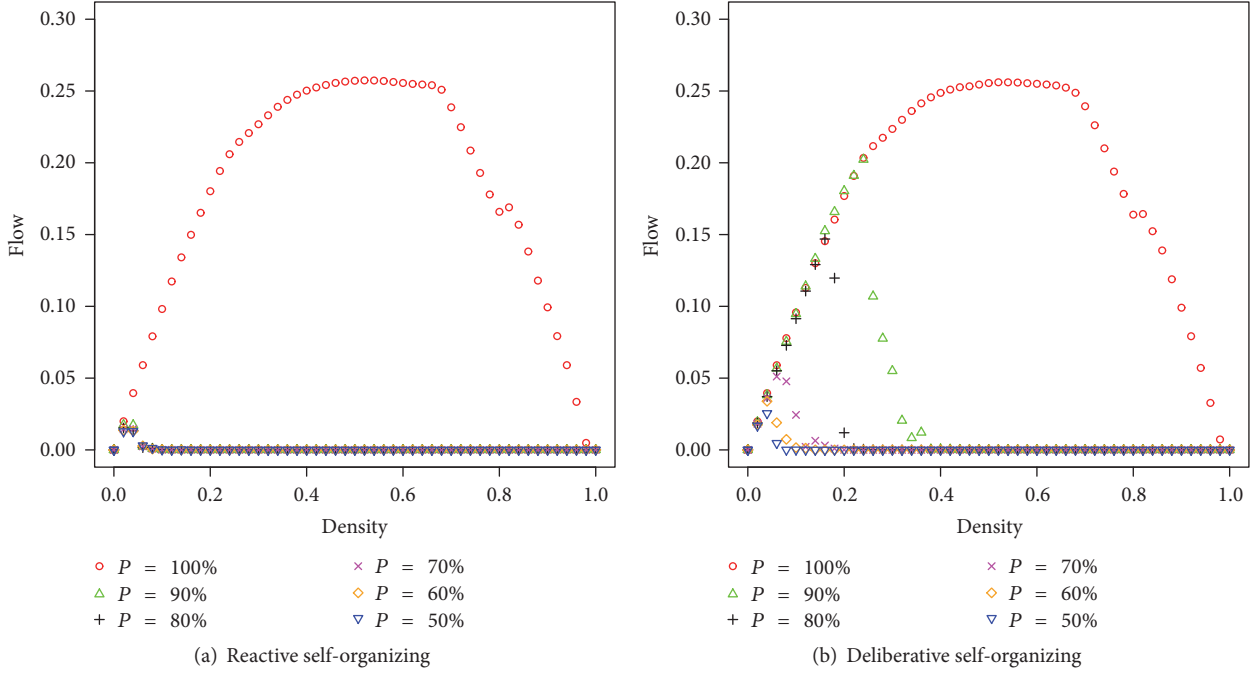 0.30
0.25
0.20
0.15
0.10
0.05
0.00
Flow
0.0 0.2 0.4 0.6 0.8 1.0
Density
P = 100%
P = 90%
P = 80%
P = 70%
P = 60%
P = 50%
(a) Reactive self-organizing
0.30
0.25
0.20
0.15
0.10
0.05
0.00
Flow
0.0 0.2 0.4 0.6 0.8 1.0
Density
P = 100%
P = 90%
P = 80%
P = 70%
P = 60%
P = 50%
(b) Deliberative self-organizing